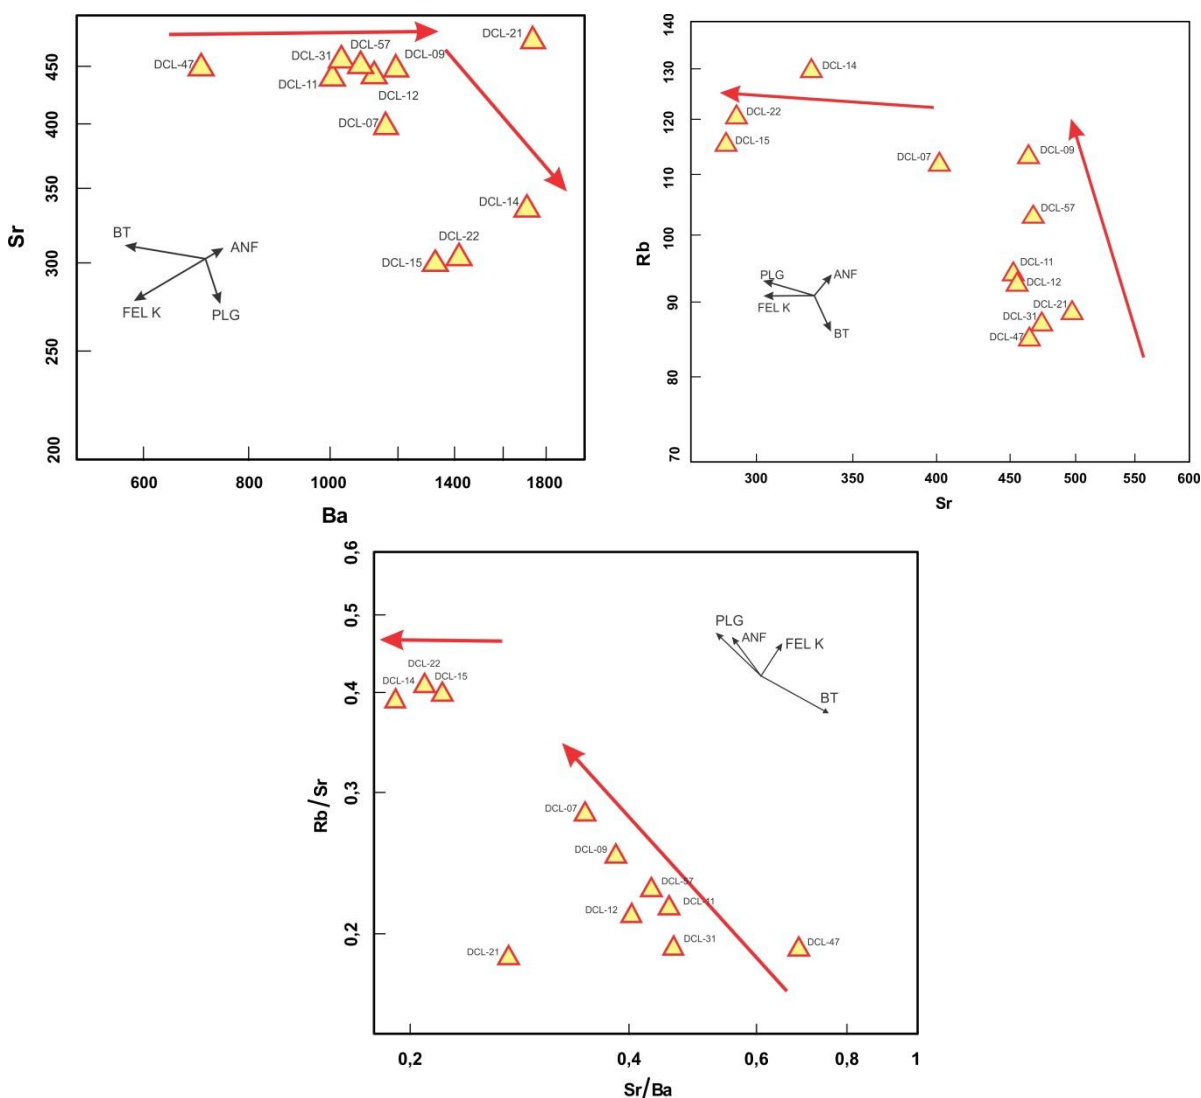 Sr
450
400
350
300
250
200
DCL-47
DCL-31
DCL-57
DCL-09
DCL-21
DCL-11
DCL-12
DCL-07
DCL-14
DCL-22
DCL-15
BT
ANF
FEL K
PLG
600
800
1000
1400
1800
Ba
Rb
140
130
120
110
100
90
80
70
DCL-14
DCL-22
DCL-15
DCL-07
DCL-09
DCL-57
DCL-11
DCL-12
DCL-21
DCL-31
DCL-47
PLG
ANF
FEL K
BT
300
350
400
450
500
550
600
Sr
Rb/Sr
0,6
0,5
0,4
0,3
0,2
DCL-22
DCL-14
DCL-15
PLG
ANF
FEL K
BT
DCL-07
DCL-09
DCL-57
DCL-12
DCL-11
DCL-21
DCL-31
DCL-47
0,2
0,4
0,6
0,8
1
Sr/Ba